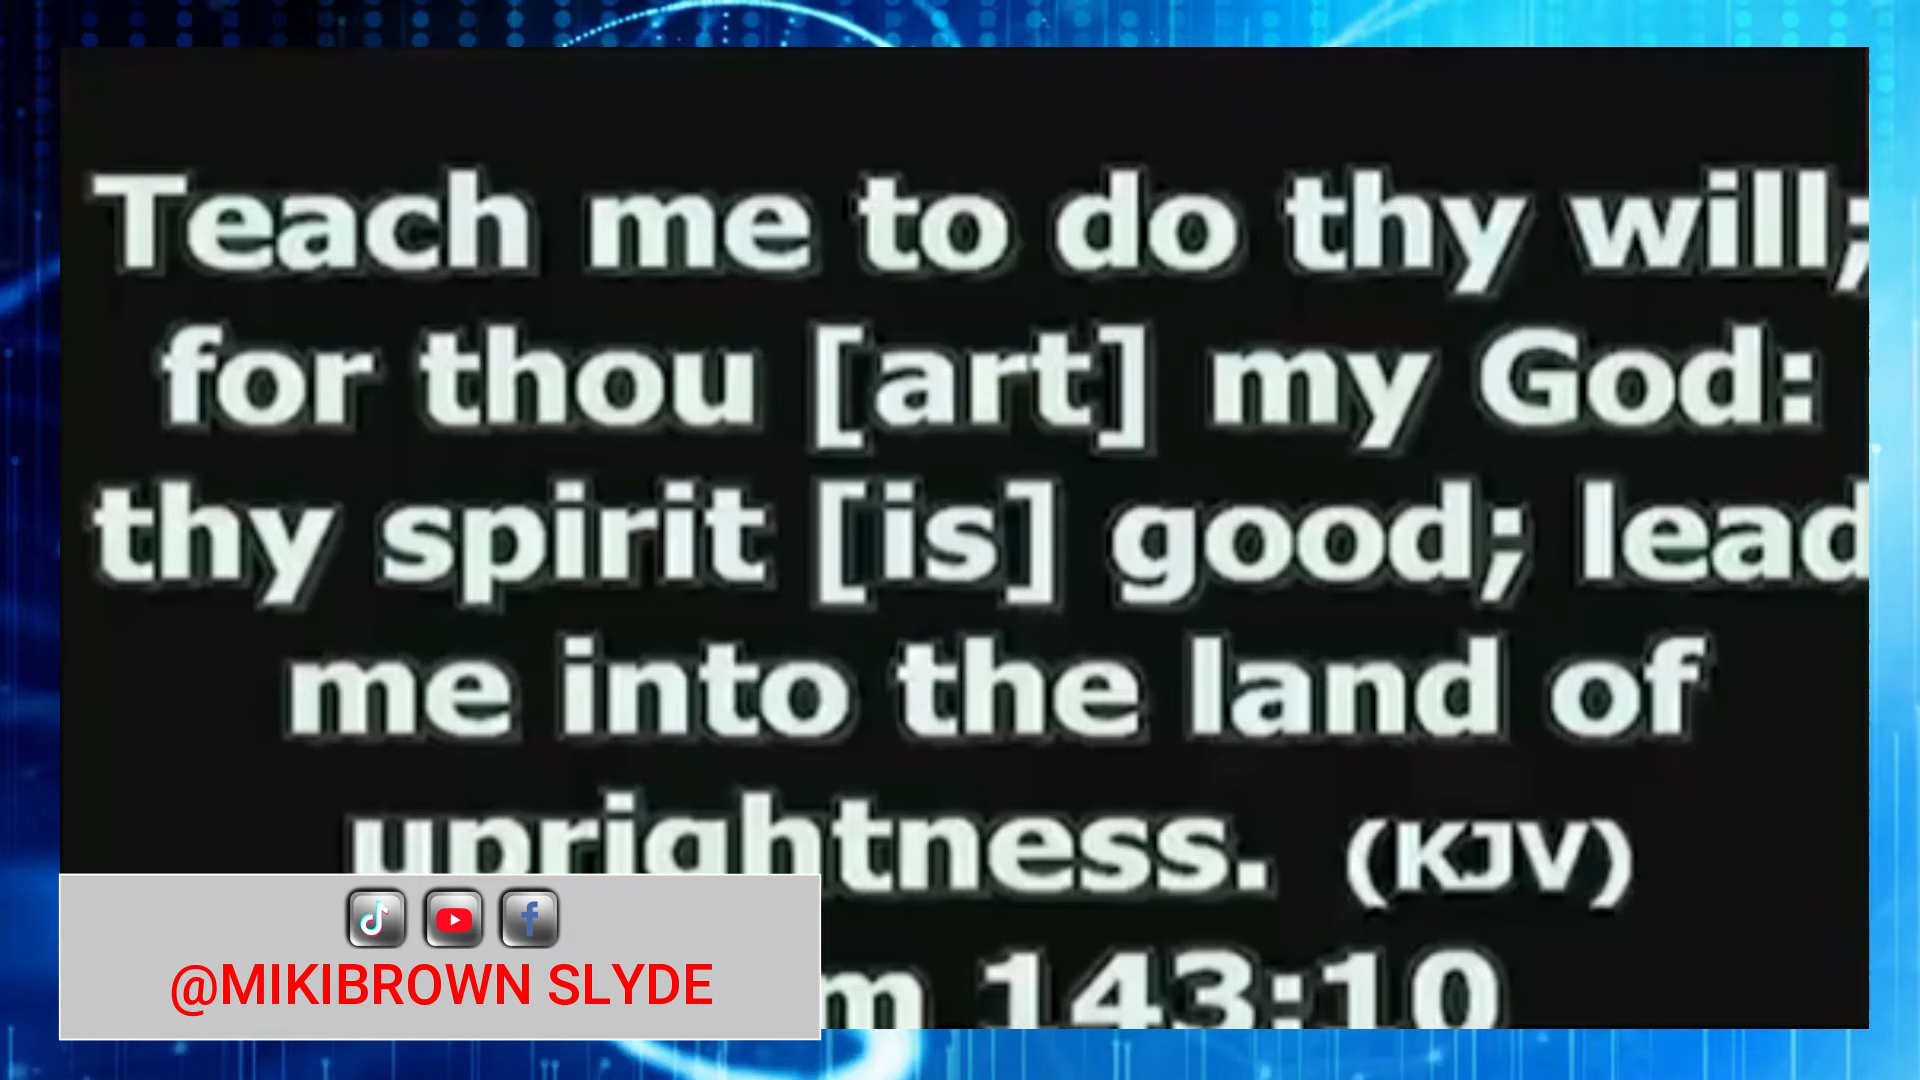 Teach me to do thy will;
for thou [art] my God:
thy spirit [is] good; lead
me into the land of
uprightness. (KJV)
143:10
@MIKIBROWN SLYDE